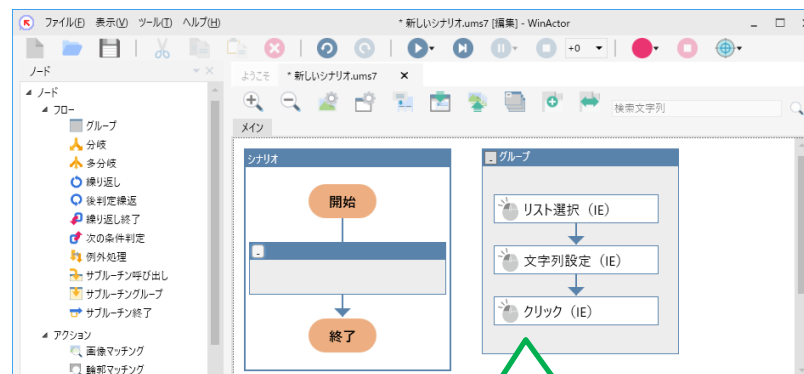 ファイル(F) 表示(V) ツール(T) ヘルプ(H) * 新しいシナリオ.ums7 [編集] - WinActor
+0
ノード
ようこそ * 新しいシナリオ.ums7
ノード
フロー
グループ
分岐
多分岐
繰り返し
後判定繰返
繰り返し終了
次の条件判定
例外処理
サブルーチン呼び出し
サブルーチングループ
サブルーチン終了
アクション
画像マッチング
輪郭マッチング
検索文字列
メイン
シナリオ
開始
終了
グループ
リスト選択（IE）
文字列設定（IE）
クリック（IE）